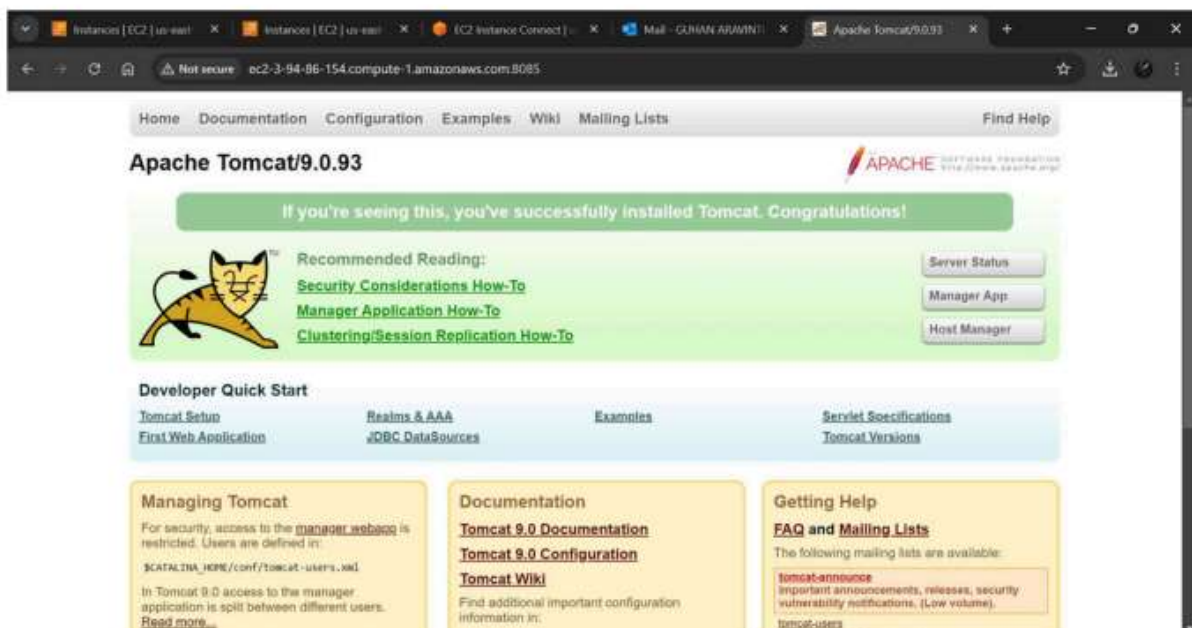 Instances | EC2 | us-east
Instances | EC2 | us-east
EC2 Instance Connect |
Mail - GUHAN ARAVINTH
Apache Tomcat/9.0.93
Not secure
ec2-3-94-86-154.compute-1.amazonaws.com:8085
Home Documentation Configuration Examples Wiki Mailing Lists Find Help
Apache Tomcat/9.0.93
APACHE SOFTWARE FOUNDATION
http://www.apache.org/
If you're seeing this, you've successfully installed Tomcat. Congratulations!
TM
Recommended Reading:
Security Considerations How-To
Manager Application How-To
Clustering/Session Replication How-To
Server Status
Manager App
Host Manager
Developer Quick Start
Tomcat Setup Realms & AAA Examples Servlet Specifications
First Web Application JDBC DataSources Tomcat Versions
Managing Tomcat
For security, access to the manager webapp is
restricted. Users are defined in:
$CATALINA_HOME/conf/tomcat-users.xml
In Tomcat 9.0 access to the manager
application is split between different users.
Read more...
Documentation
Tomcat 9.0 Documentation
Tomcat 9.0 Configuration
Tomcat Wiki
Find additional important configuration
information in:
Getting Help
FAQ and Mailing Lists
The following mailing lists are available:
tomcat-announce
Important announcements, releases, security
vulnerability notifications. (Low volume).
tomcat-users